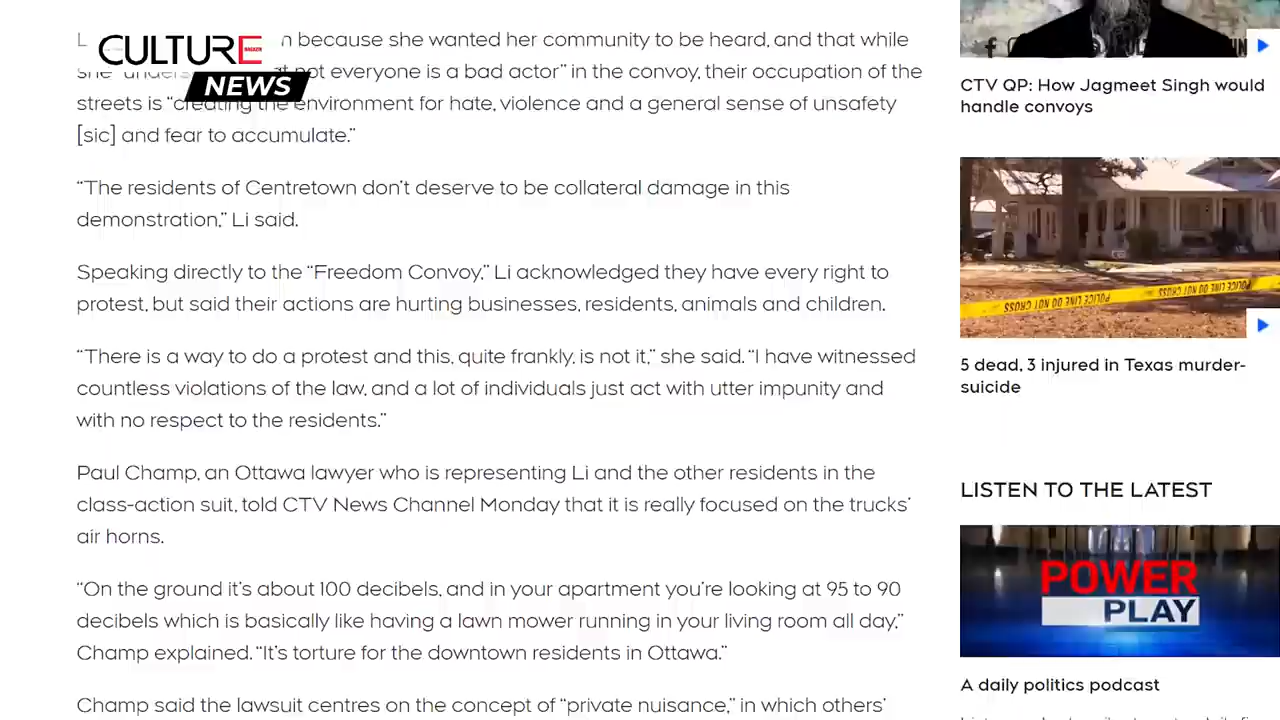 CULTURE
MAGAZIN
NEWS
L
n because she wanted her community to be heard, and that while
not everyone is a bad actor” in the convoy, their occupation of the
streets is “creating the environment for hate, violence and a general sense of unsafety
[sic] and fear to accumulate.”
“The residents of Centretown don’t deserve to be collateral damage in this
demonstration,” Li said.
Speaking directly to the “Freedom Convoy,” Li acknowledged they have every right to
protest, but said their actions are hurting businesses, residents, animals and children.
“There is a way to do a protest and this, quite frankly, is not it,” she said. “I have witnessed
countless violations of the law, and a lot of individuals just act with utter impunity and
with no respect to the residents.”
Paul Champ, an Ottawa lawyer who is representing Li and the other residents in the
class-action suit, told CTV News Channel Monday that it is really focused on the trucks’
air horns.
“On the ground it’s about 100 decibels, and in your apartment you’re looking at 95 to 90
decibels which is basically like having a lawn mower running in your living room all day,”
Champ explained. “It’s torture for the downtown residents in Ottawa.”
Champ said the lawsuit centres on the concept of “private nuisance,” in which others’
CTV QP: How Jagmeet Singh would
handle convoys
POLICE LINE DO NOT CROSS POLICE LINE DO NOT CROSS
5 dead, 3 injured in Texas murder-
suicide
LISTEN TO THE LATEST
POWER
PLAY
A daily politics podcast